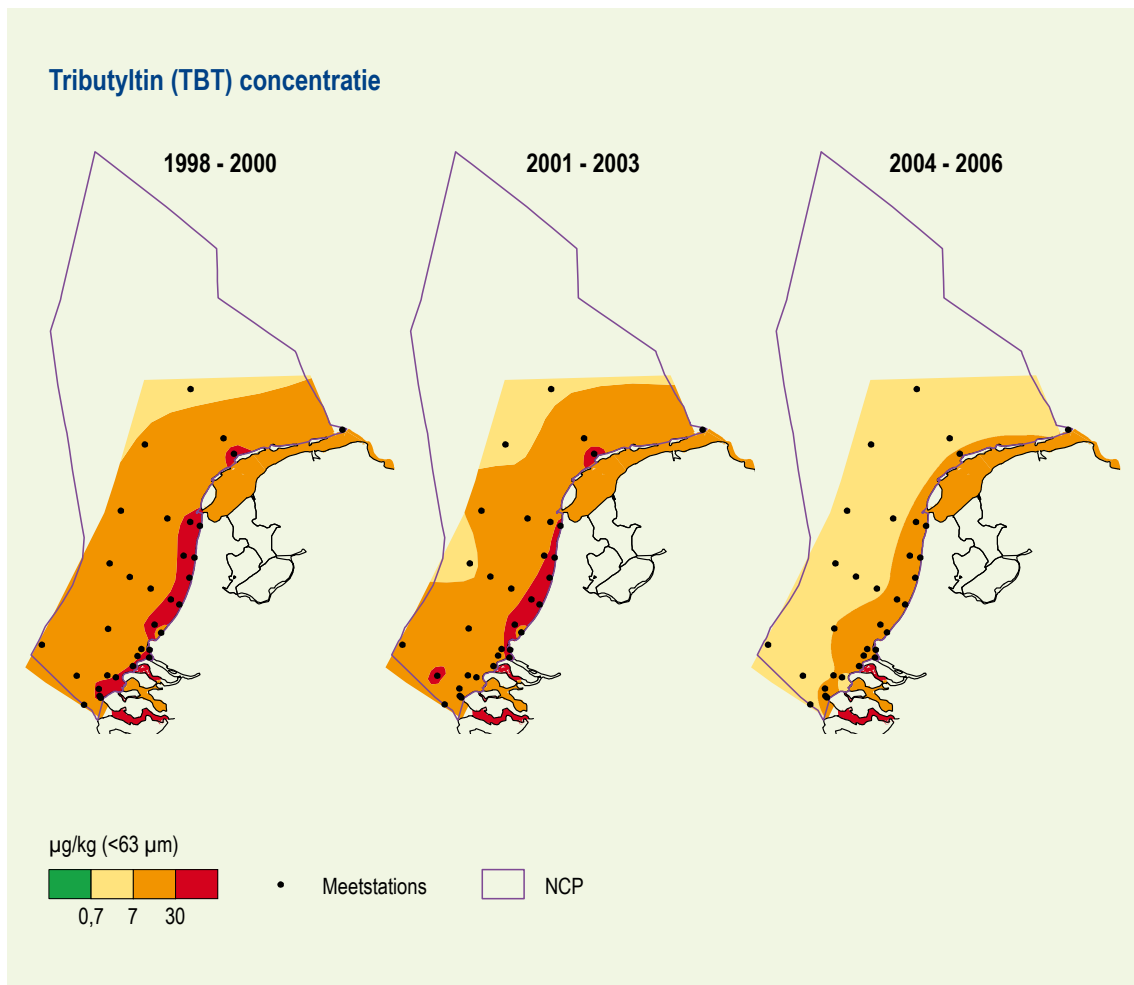 Tributyltin (TBT) concentratie
1998 - 2000
2001 - 2003
2004 - 2006
µg/kg (<63 µm)
0,7 7 30
Meetstations
NCP